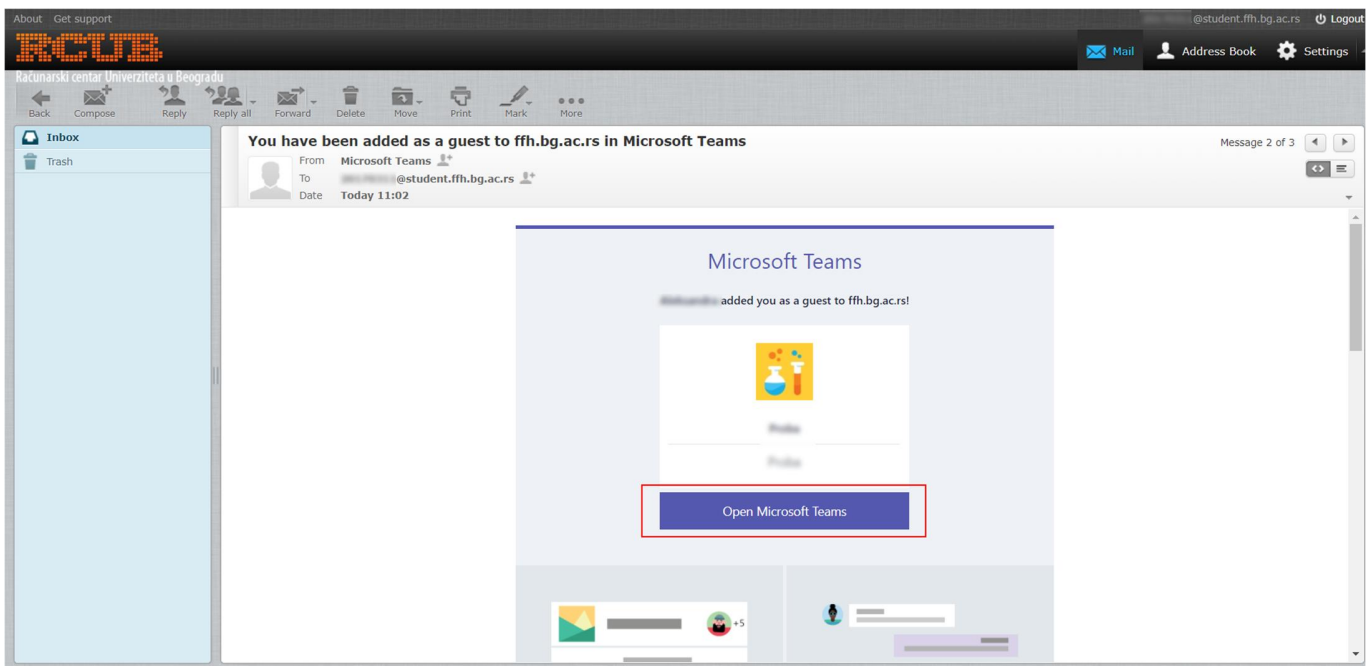 About Get support
@student.ffh.bg.ac.rs Logout
RCUB
Mail Address Book Settings
Računarski centar Univerziteta u Beogradu
Back Compose Reply Reply all Forward Delete Move Print Mark More
Inbox
Trash
You have been added as a guest to ffh.bg.ac.rs in Microsoft Teams
Message 2 of 3
From Microsoft Teams
To @student.ffh.bg.ac.rs
Date Today 11:02
Microsoft Teams
added you as a guest to ffh.bg.ac.rs!
Open Microsoft Teams
+5